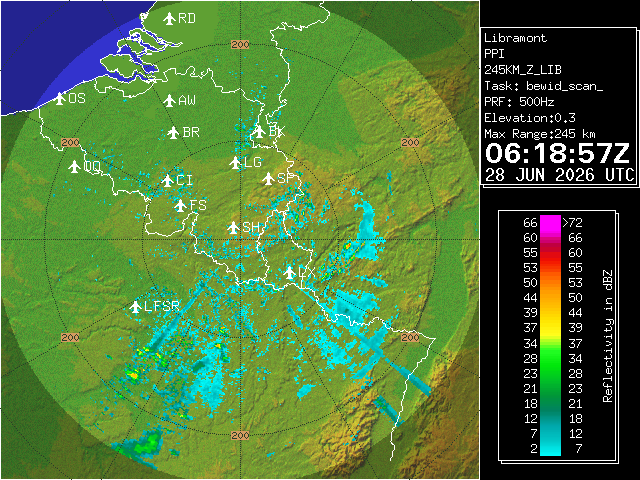 RD
200
OS
AW
BR
BK
200
200
OO
LG
CI
S
FS
SH
LX
LFSR
200
200
200
Libramont
PPI
245KM_Z_LIB
Task: bewid_scan_
PRF: 500Hz
Elevation:0.3
Max Range:245 km
06:18:57Z
28 JUN 2026 UTC
66 >72
60 66
55 60
53 55
50 53
44 50
42 44
39 42
37 39
34 37
28 34
23 28
21 23
18 21
12 18
7 12
2 7
Reflectivity in dBZ